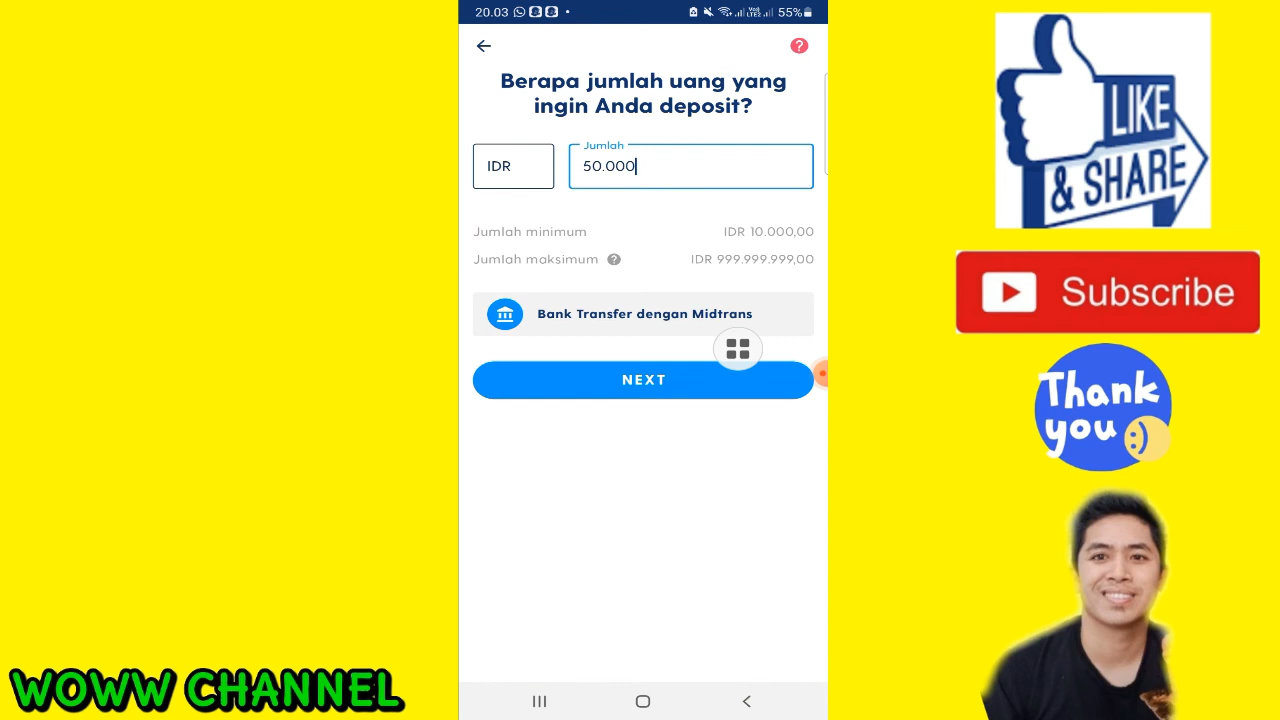 20.03
55%
Berapa jumlah uang yang
ingin Anda deposit?
IDR
Jumlah
50.000
Jumlah minimum
IDR 10.000,00
Jumlah maksimum ?
IDR 999.999.999,00
Bank Transfer dengan Midtrans
NEXT
LIKE
& SHARE
Subscribe
Thank
you :)
WOWW CHANNEL